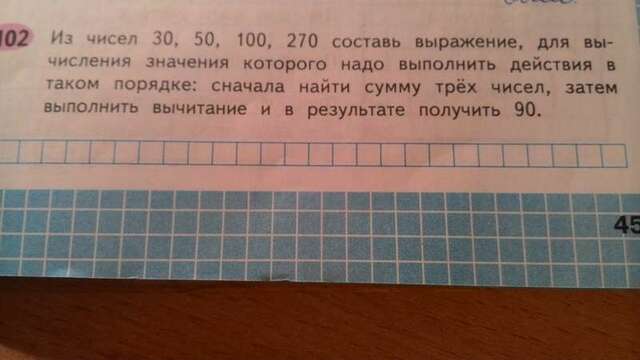 102 Из чисел 30, 50, 100, 270 составь выражение, для вы-
числения значения которого надо выполнить действия в
таком порядке: сначала найти сумму трёх чисел, затем
выполнить вычитание и в результате получить 90.
45